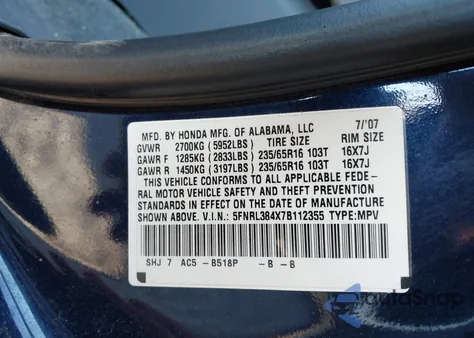 MFD. BY HONDA MFG. OF ALABAMA, LLC 7/'07
GVWR 2700KG (5952LBS) TIRE SIZE RIM SIZE
GAWR F 1285KG (2833LBS) 235/65R16 103T 16X7J
GAWR R 1450KG (3197LBS) 235/65R16 103T 16X7J
THIS VEHICLE CONFORMS TO ALL APPLICABLE FEDE-
RAL MOTOR VEHICLE SAFETY AND THEFT PREVENTION
STANDARDS IN EFFECT ON THE DATE OF MANUFACTURE
SHOWN ABOVE. V.I.N.: 5FNRL384X7B112355 TYPE:MPV
SHJ 7 AC5 -B518P -B -B
AutoSnap